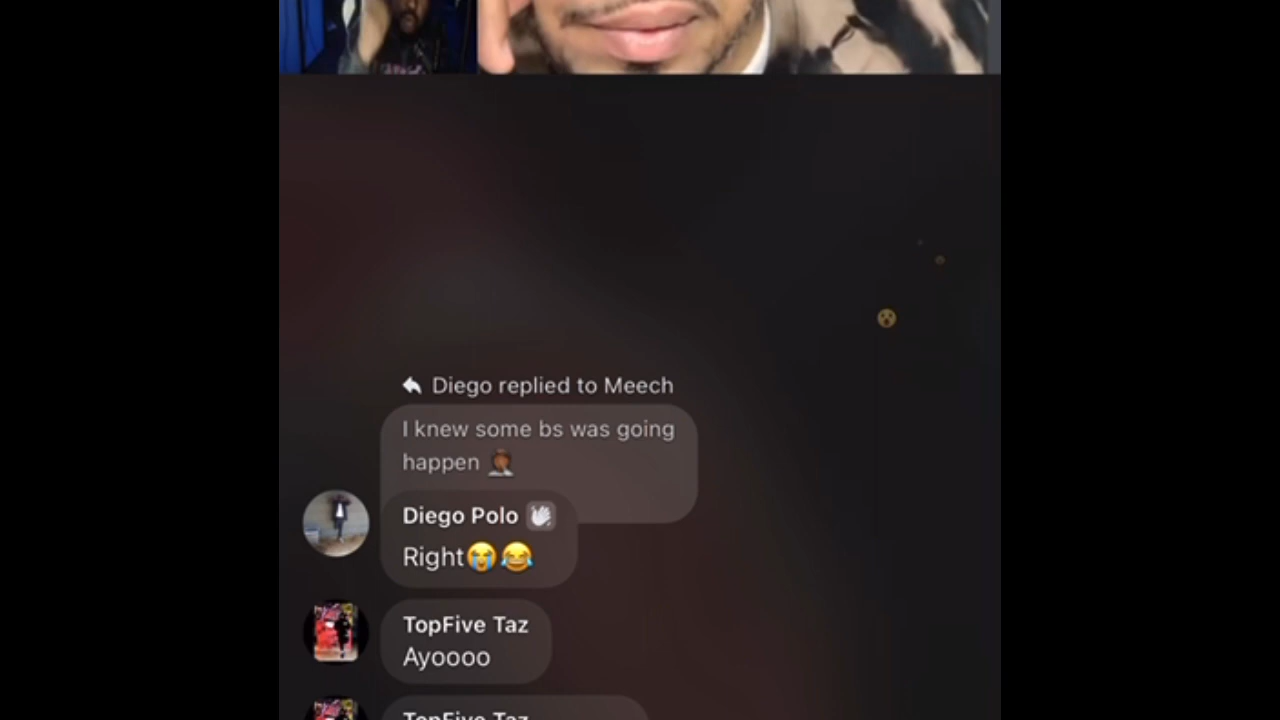 Diego replied to Meech
I knew some bs was going
happen 🤦🏾
Diego Polo 👋
Right😭😂
TopFive Taz
Ayoooo
TopFive Taz